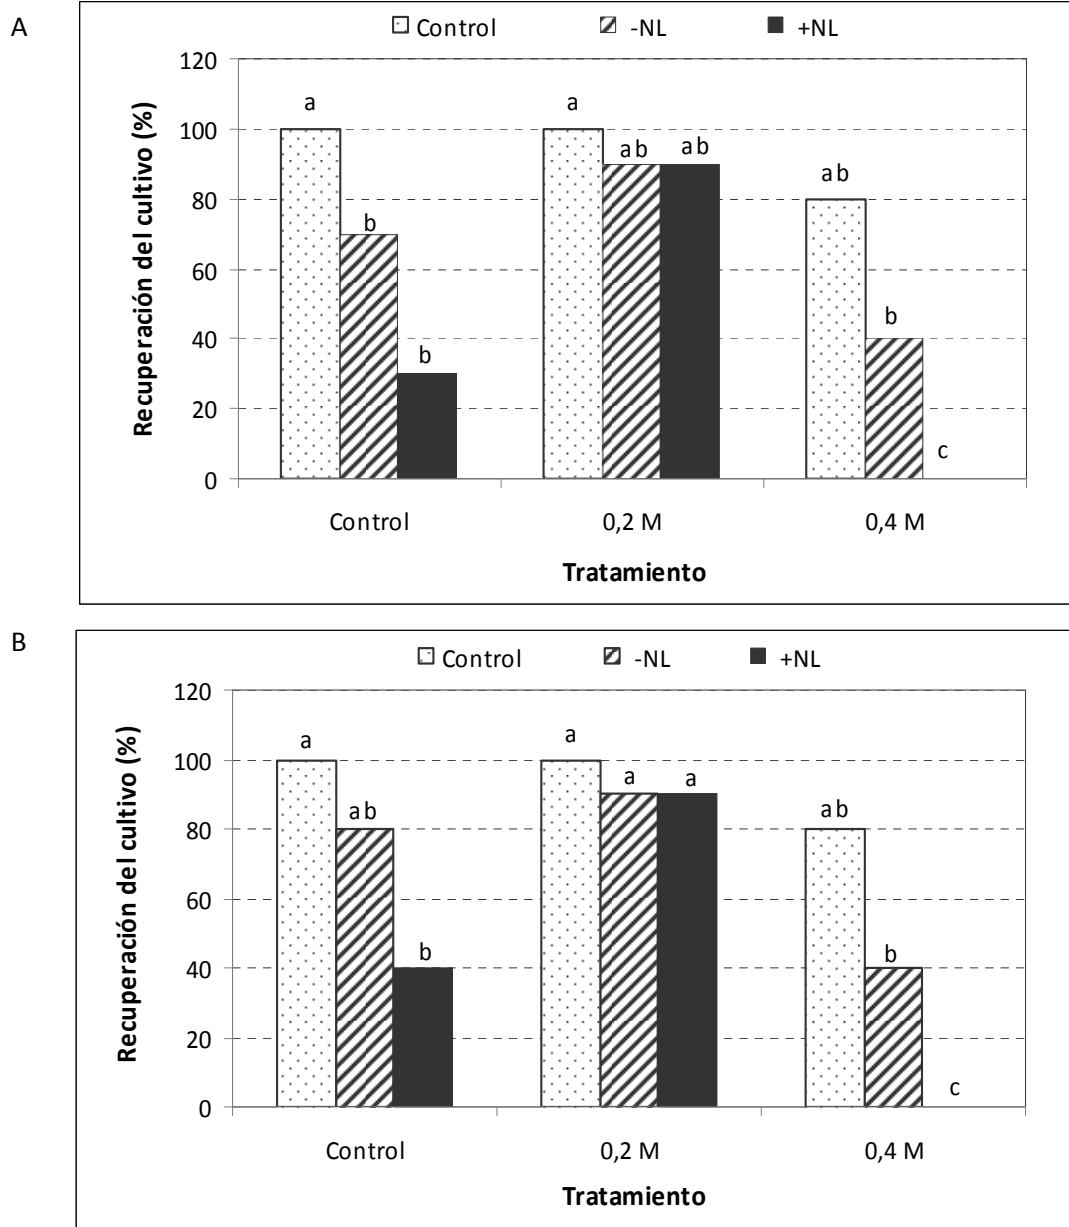 A
Control -NL +NL
120
100
80
60
40
20
0
Recuperación del cultivo (%)
a
b
b
a
ab
ab
ab
b
c
Control 0,2 M 0,4 M
Tratamiento
B
Control -NL +NL
120
100
80
60
40
20
0
Recuperación del cultivo (%)
a
ab
b
a
a
a
ab
b
c
Control 0,2 M 0,4 M
Tratamiento